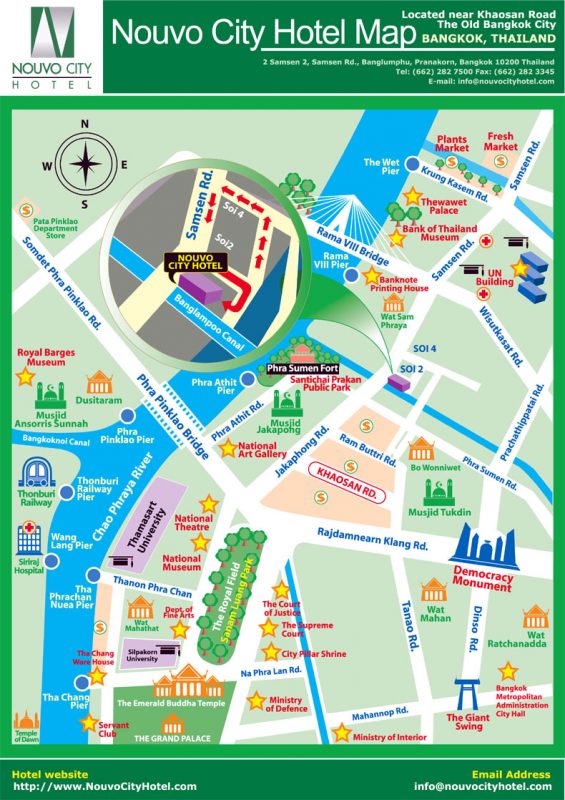 NOUVO CITY
HOTEL
Nouvo City Hotel Map
Located near Khaosan Road
The Old Bangkok City
BANGKOK, THAILAND
2 Samsen 2, Samsen Rd., Banglumphu, Pranakorn, Bangkok 10200 Thailand
Tel: (662) 282 7500 Fax: (662) 282 3345
E-mail: info@nouvocityhotel.com
N
W
E
S
Plants
Market
Fresh
Market
The Wet
Pier
Krung Kasem Rd.
Samsen Rd.
Thewawet
Palace
Bank of Thailand
Museum
Rama VIII Bridge
Rama
VIII Pier
Samsen Rd.
UN
Building
Banknote
Printing House
Wat Sam
Phraya
Wisutkasat Rd.
Samsen Rd.
Soi 4
Soi2
NOUVO
CITY HOTEL
Banglampoo Canal
$
Pata Pinklao
Department
Store
Somdet Phra Pinklao Rd.
SOI 4
SOI 2
Royal Barges
Museum
Dusitaram
Musjid
Ansorris Sunnah
Phra
Pinklao Pier
Phra Pinklao Bridge
Phra Athit
Pier
Phra Sumen Fort
Santichai Prakan
Public Park
Phra Athit Rd.
Musjid
Jakapong
National
Art Gallery
Jakaphong Rd.
$
Ram Buttri Rd.
$
KHAOSAN RD.
$
Bo Wonniwet
Phra Sumen Rd.
Prachathippatai Rd.
Musjid Tukdin
Bangkoknoi Canal
Thonburi
Railway
Thonburi
Railway
Pier
Chao Phraya River
Thamasart
University
National
Theatre
National
Museum
Rajdamnearn Klang Rd.
Democracy
Monument
Siriraj
Hospital
Wang
Lang Pier
Tha
Phrachan
Nuea Pier
Thanon Phra Chan
The Royal Field
Sanam Luang Park
Wat
Mahathat
Dept. of
Fine Arts
Silpakorn
University
The Court
of Justice
The Supreme
Court
City Pillar Shrine
Tanao Rd.
Wat
Mahan
Dinso Rd.
Wat
Ratchanadda
$
Tha Chang
Ware House
Tha Chang
Pier
Na Phra Lan Rd.
The Emerald Buddha Temple
Ministry
of Defence
Mahannop Rd.
The Giant
Swing
Bangkok
Metropolitan
Administration
City Hall
Temple
of Dawn
Servant
Club
THE GRAND PALACE
Ministry of Interior
Hotel website
http://www.NouvoCityHotel.com
Email Address
info@nouvocityhotel.com